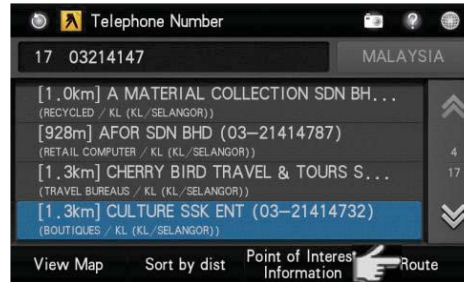 Telephone Number
17 03214147
MALAYSIA
[1.0km] A MATERIAL COLLECTION SDN BH...
(RECYCLED / KL (KL/SELANGOR))
[928m] AFOR SDN BHD (03-21414787)
(RETAIL COMPUTER / KL (KL/SELANGOR))
[1.3km] CHERRY BIRD TRAVEL & TOURS S...
(TRAVEL BUREAUS / KL (KL/SELANGOR))
[1.3km] CULTURE SSK ENT (03-21414732)
(BOUTIQUES / KL (KL/SELANGOR))
4
17
View Map
Sort by dist
Point of Interest
Information
Route